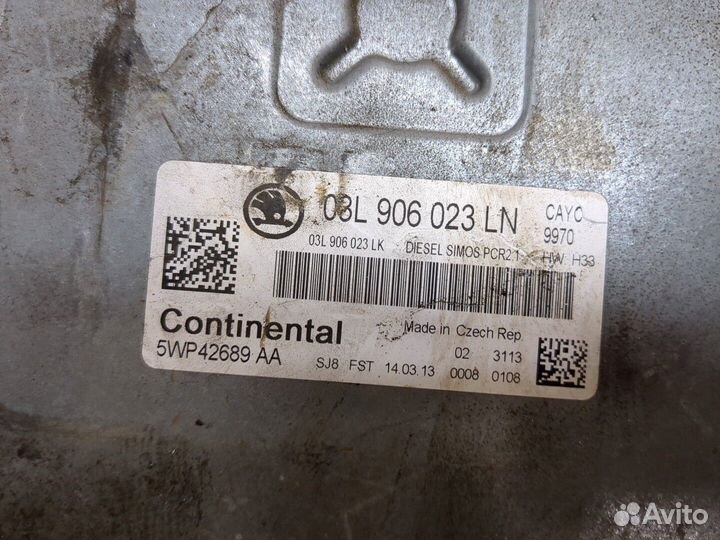 03L 906 023 LN
CAYC
9970
03L 906 023 LK DIESEL SIMOS PCR2.1 HW H33
Continental
Made in Czech Rep
5WP42689 AA
02 3113
SJ8 FST 14.03.13 0008 0108
Avito